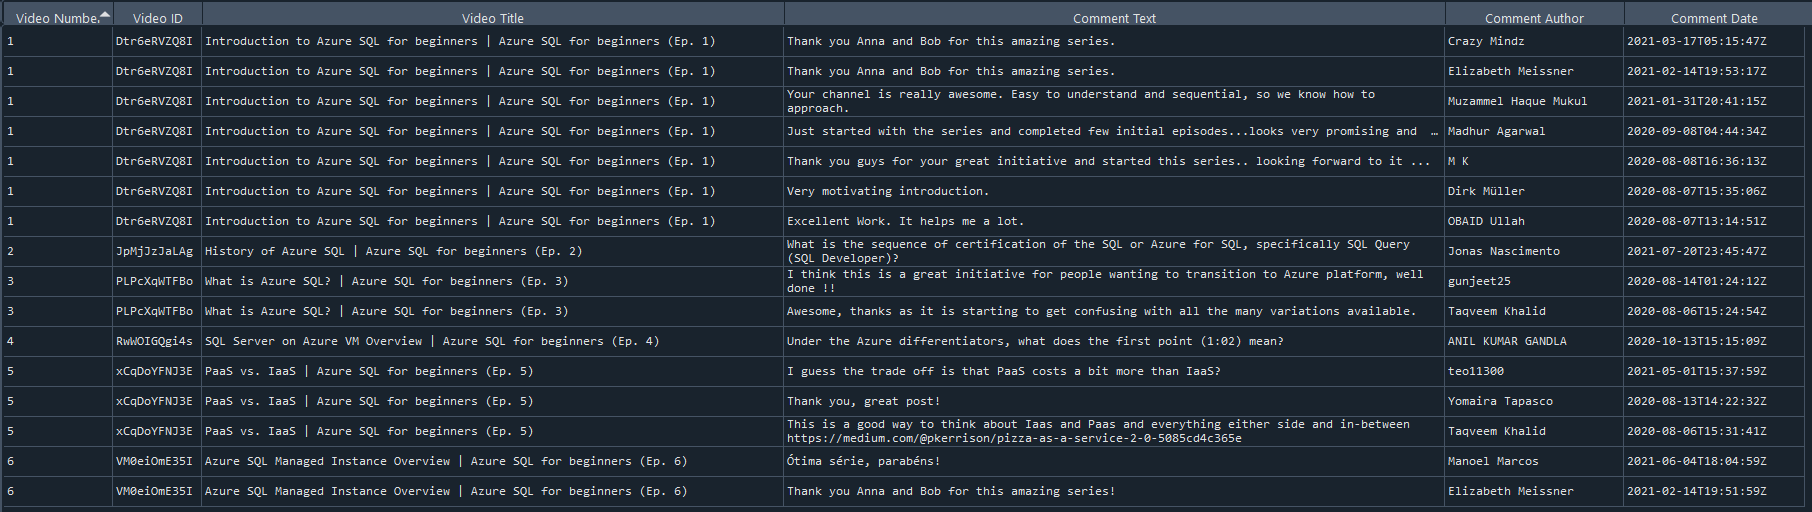 Video Numbe. Video ID Video Title Comment Text Comment Author Comment Date
1 Dtr6eRVZQ8I Introduction to Azure SQL for beginners | Azure SQL for beginners (Ep. 1) Thank you Anna and Bob for this amazing series. Crazy Mindz 2021-03-17T05:15:47Z
1 Dtr6eRVZQ8I Introduction to Azure SQL for beginners | Azure SQL for beginners (Ep. 1) Thank you Anna and Bob for this amazing series. Elizabeth Meissner 2021-02-14T19:53:17Z
1 Dtr6eRVZQ8I Introduction to Azure SQL for beginners | Azure SQL for beginners (Ep. 1) Your channel is really awesome. Easy to understand and sequential, so we know how to
approach. Muzammel Haque Mukul 2021-01-31T20:41:15Z
1 Dtr6eRVZQ8I Introduction to Azure SQL for beginners | Azure SQL for beginners (Ep. 1) Just started with the series and completed few initial episodes...looks very promising and … Madhur Agarwal 2020-09-08T04:44:34Z
1 Dtr6eRVZQ8I Introduction to Azure SQL for beginners | Azure SQL for beginners (Ep. 1) Thank you guys for your great initiative and started this series.. looking forward to it ... M K 2020-08-08T16:36:13Z
1 Dtr6eRVZQ8I Introduction to Azure SQL for beginners | Azure SQL for beginners (Ep. 1) Very motivating introduction. Dirk Müller 2020-08-07T15:35:06Z
1 Dtr6eRVZQ8I Introduction to Azure SQL for beginners | Azure SQL for beginners (Ep. 1) Excellent Work. It helps me a lot. OBAID Ullah 2020-08-07T13:14:51Z
2 JpMjJzJaLAg History of Azure SQL | Azure SQL for beginners (Ep. 2) What is the sequence of certification of the SQL or Azure for SQL, specifically SQL Query
(SQL Developer)? Jonas Nascimento 2021-07-20T23:45:47Z
3 PLPcXqWTFBo What is Azure SQL? | Azure SQL for beginners (Ep. 3) I think this is a great initiative for people wanting to transition to Azure platform, well
done !! gunjeet25 2020-08-14T01:24:12Z
3 PLPcXqWTFBo What is Azure SQL? | Azure SQL for beginners (Ep. 3) Awesome, thanks as it is starting to get confusing with all the many variations available. Taqveem Khalid 2020-08-06T15:24:54Z
4 RwWOIGQgi4s SQL Server on Azure VM Overview | Azure SQL for beginners (Ep. 4) Under the Azure differentiators, what does the first point (1:02) mean? ANIL KUMAR GANDLA 2020-10-13T15:15:09Z
5 xCqDoYFNJ3E PaaS vs. IaaS | Azure SQL for beginners (Ep. 5) I guess the trade off is that PaaS costs a bit more than IaaS? teo11300 2021-05-01T15:37:59Z
5 xCqDoYFNJ3E PaaS vs. IaaS | Azure SQL for beginners (Ep. 5) Thank you, great post! Yomaira Tapasco 2020-08-13T14:22:32Z
5 xCqDoYFNJ3E PaaS vs. IaaS | Azure SQL for beginners (Ep. 5) This is a good way to think about Iaas and Paas and everything either side and in-between
https://medium.com/@pkerrison/pizza-as-a-service-2-0-5085cd4c365e Taqveem Khalid 2020-08-06T15:31:41Z
6 VM0eiOmE35I Azure SQL Managed Instance Overview | Azure SQL for beginners (Ep. 6) Ótima série, parabéns! Manoel Marcos 2021-06-04T18:04:59Z
6 VM0eiOmE35I Azure SQL Managed Instance Overview | Azure SQL for beginners (Ep. 6) Thank you Anna and Bob for this amazing series! Elizabeth Meissner 2021-02-14T19:51:59Z